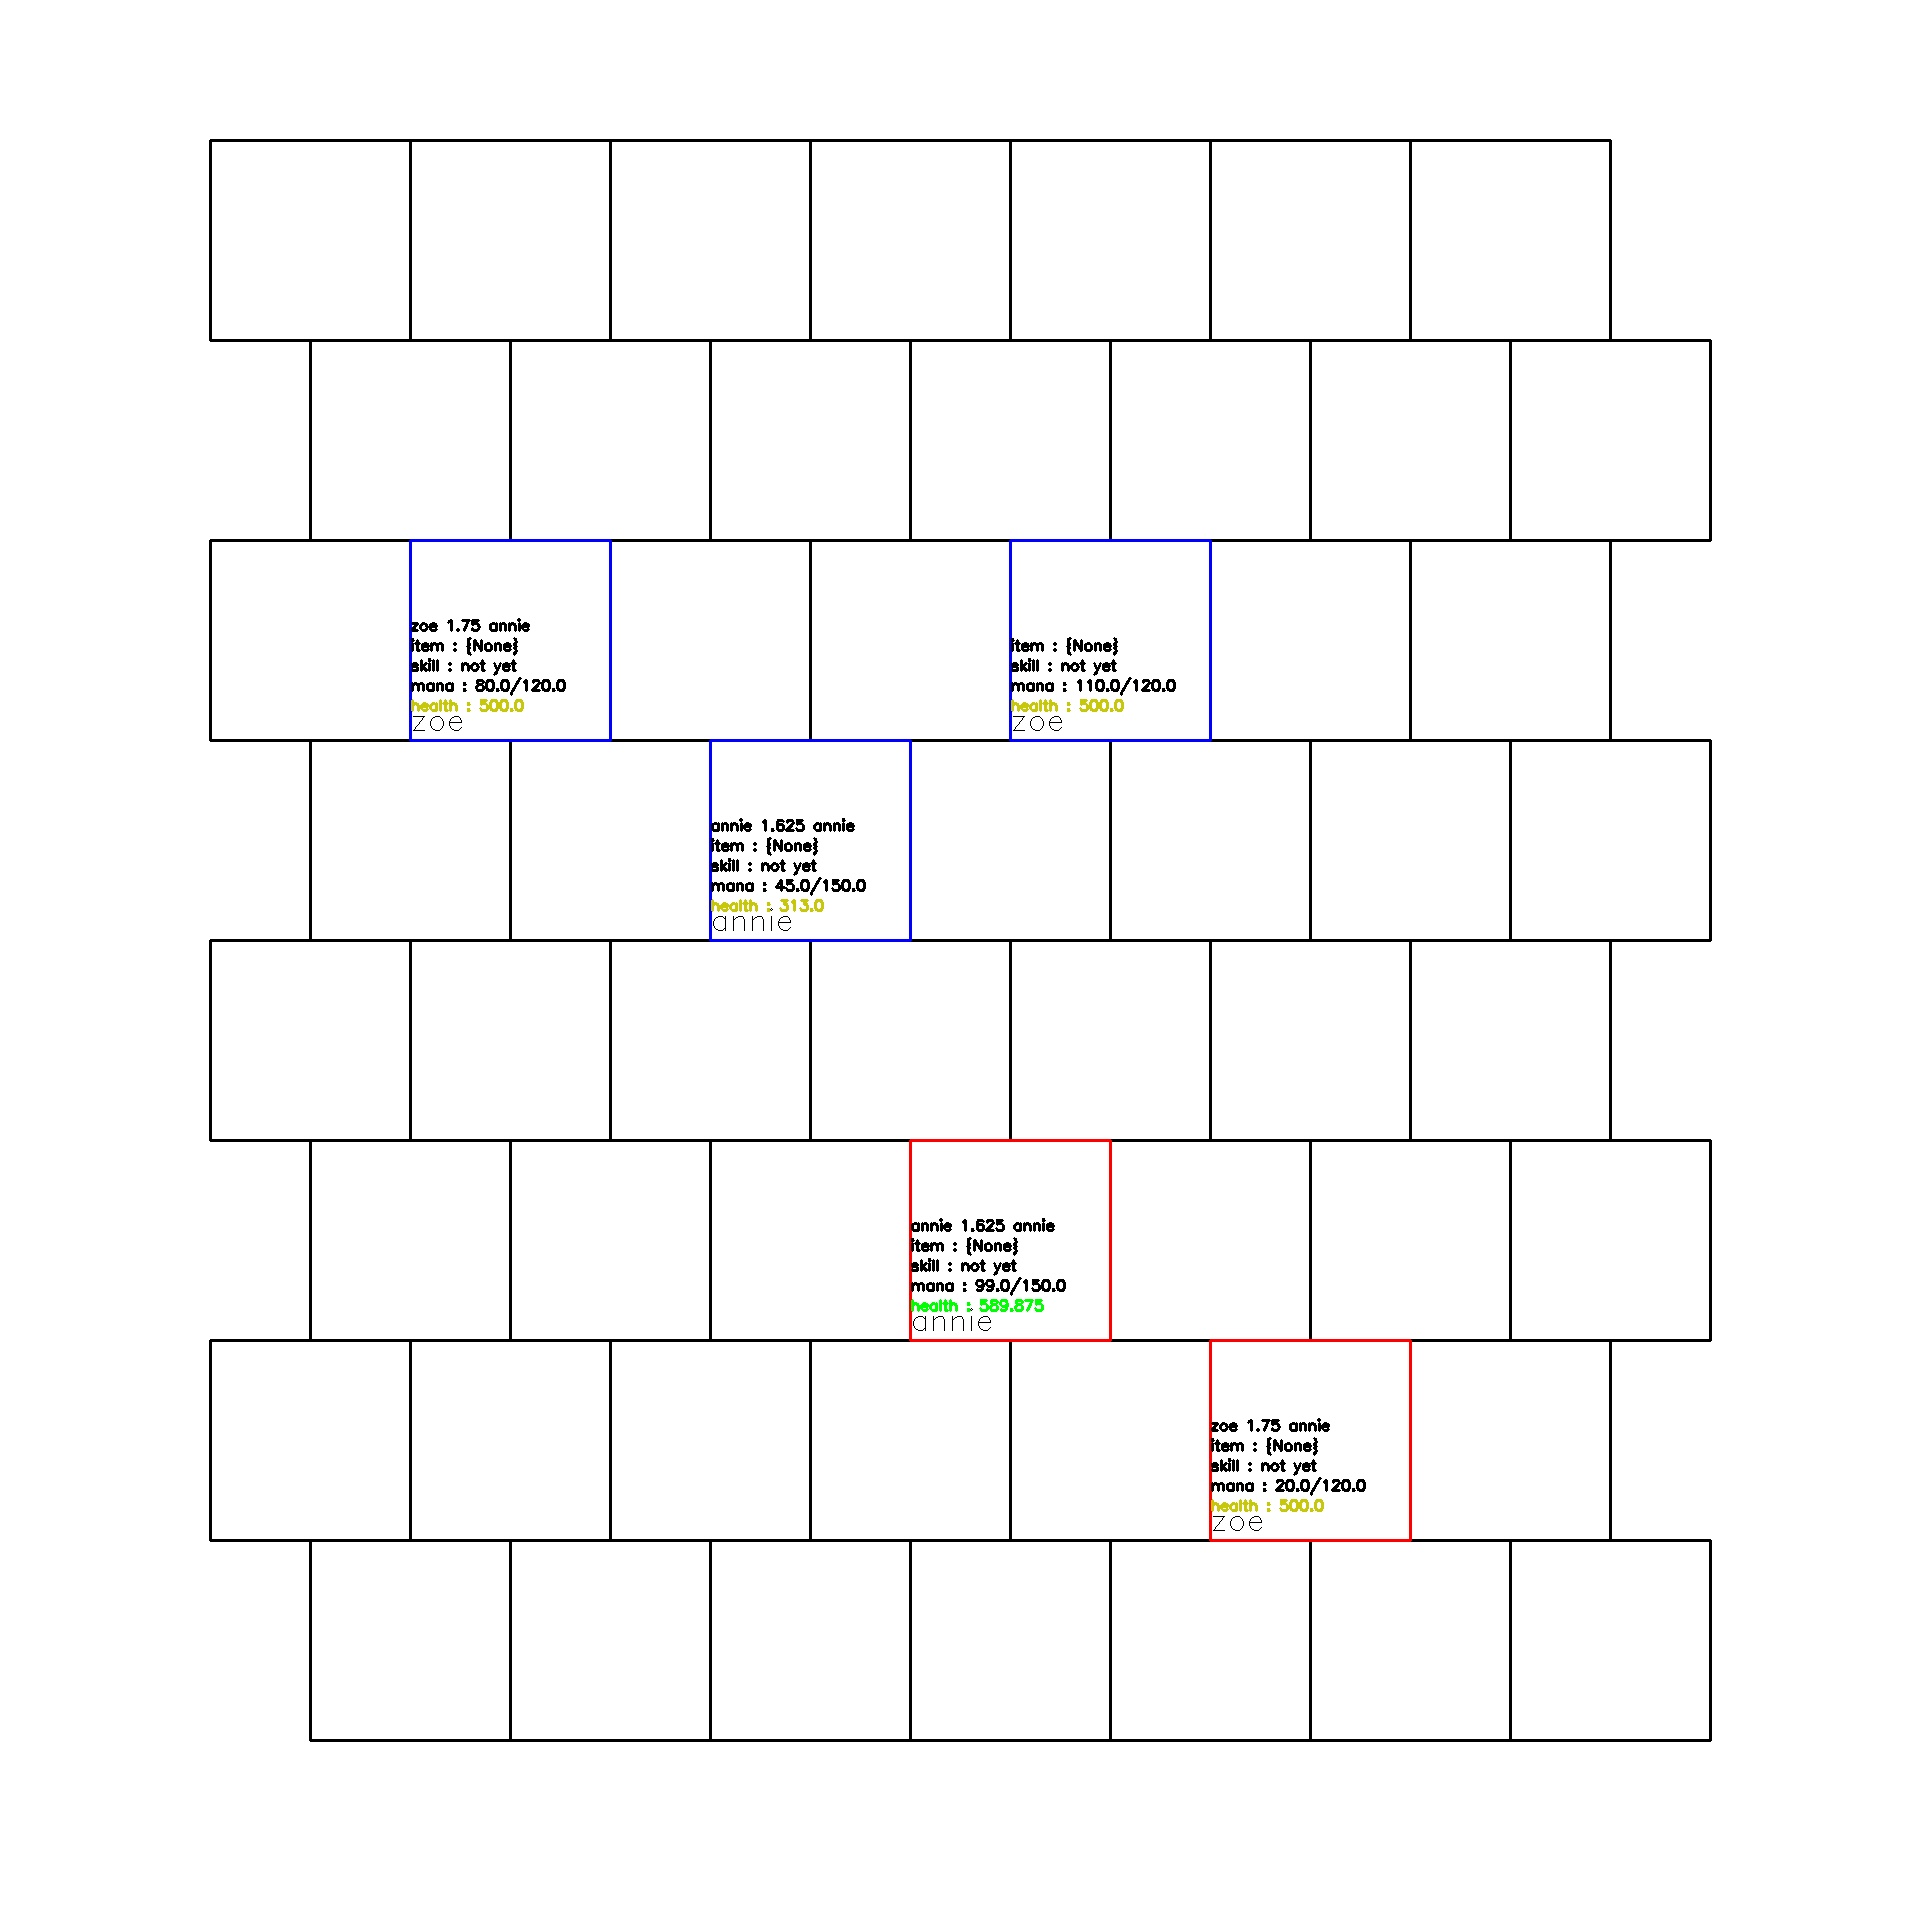 zoe 1.75 annie
item : {None}
skill : not yet
mana : 80.0/120.0
health : 500.0
zoe
item : {None}
skill : not yet
mana : 110.0/120.0
health : 500.0
zoe
annie 1.625 annie
item : {None}
skill : not yet
mana : 45.0/150.0
health : 313.0
annie
annie 1.625 annie
item : {None}
skill : not yet
mana : 99.0/150.0
health : 589.875
annie
zoe 1.75 annie
item : {None}
skill : not yet
mana : 20.0/120.0
health : 500.0
zoe